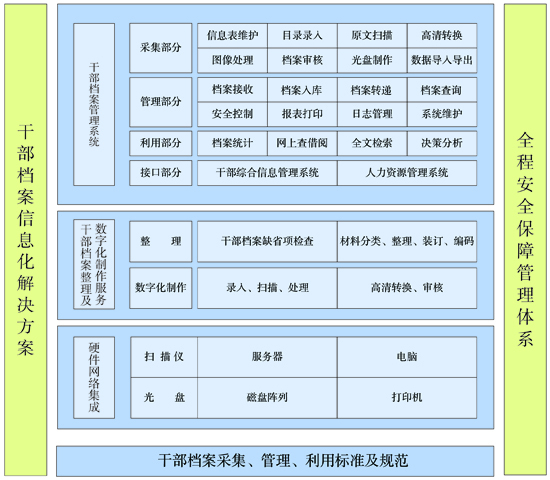 干部档案信息化解决方案
干部档案管理系统
采集部分
信息表维护 目录录入 原文扫描 高清转换
图像处理 档案审核 光盘制作 数据导入导出
管理部分
档案接收 档案入库 档案转递 档案查询
安全控制 报表打印 日志管理 系统维护
利用部分
档案统计 网上查借阅 全文检索 决策分析
接口部分
干部综合信息管理系统 人力资源管理系统
干部档案整理及
数字化制作服务
整 理
干部档案缺省项检查 材料分类、整理、装订、编码
数字化制作
录入、扫描、处理 高清转换、审核
硬件网络集成
扫 描 仪 服务器 电脑
光 盘 磁盘阵列 打印机
干部档案采集、管理、利用标准及规范
全程安全保障管理体系